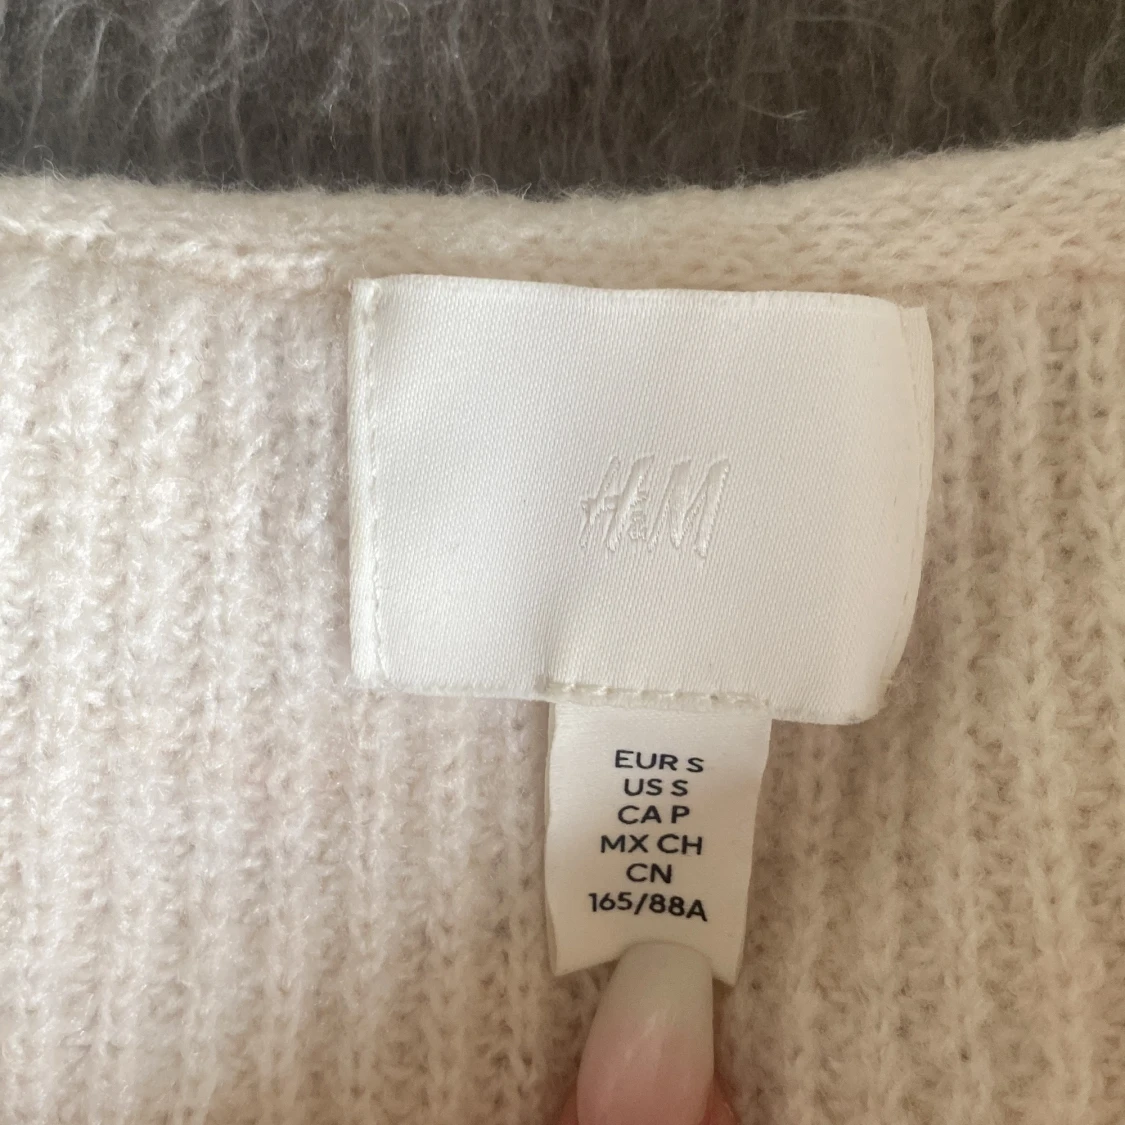 H&M
EUR S
US S
CA P
MX CH
CN
165/88A